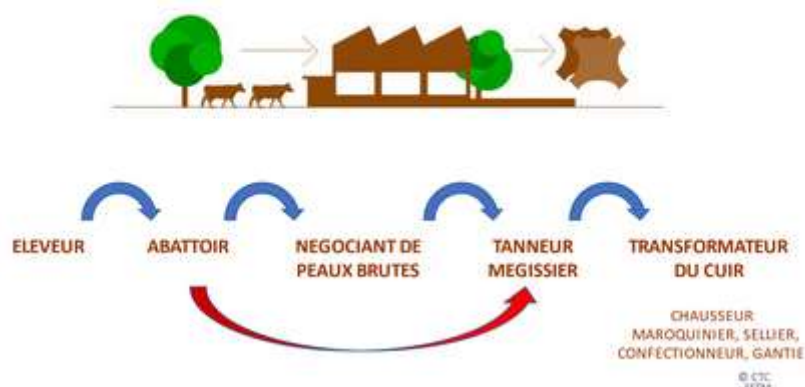 ELEVEUR
ABATTOIR
NEGOCIANT DE
PEAUX BRUTES
TANNEUR
MEGISSIER
TRANSFORMATEUR
DU CUIR
CHAUSSEUR
MAROQUINIER, SELLIER,
CONFECTIONNEUR, GANTIE
© CTC